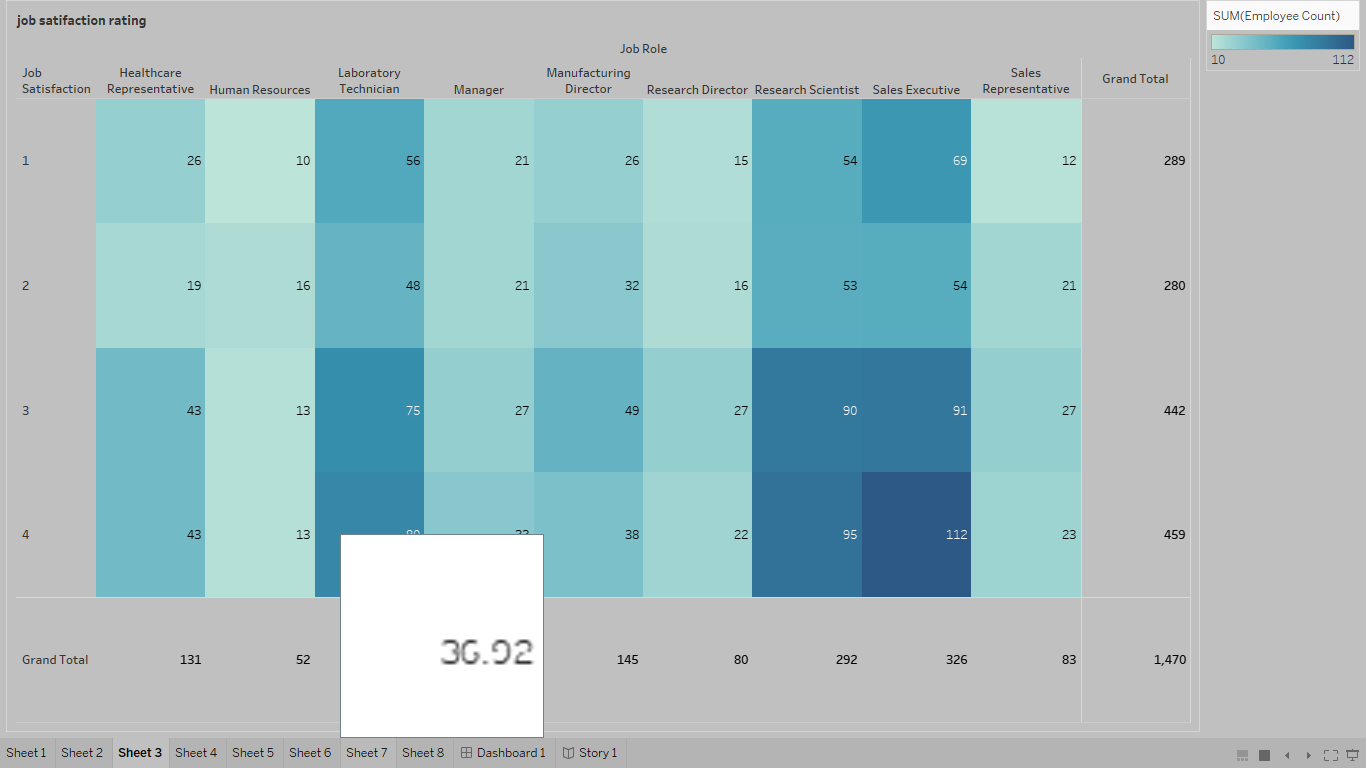 job satifaction rating
SUM(Employee Count)
10 112
Job Role
Job Satisfaction Healthcare Representative Human Resources Laboratory Technician Manager Manufacturing Director Research Director Research Scientist Sales Executive Sales Representative Grand Total
1 26 10 56 21 26 15 54 69 12 289
2 19 16 48 21 32 16 53 54 21 280
3 43 13 75 27 49 27 90 91 27 442
4 43 13 38 22 95 112 23 459
36.92
Grand Total 131 52 145 80 292 326 83 1,470
Sheet 1 Sheet 2 Sheet 3 Sheet 4 Sheet 5 Sheet 6 Sheet 7 Sheet 8 Dashboard 1 Story 1